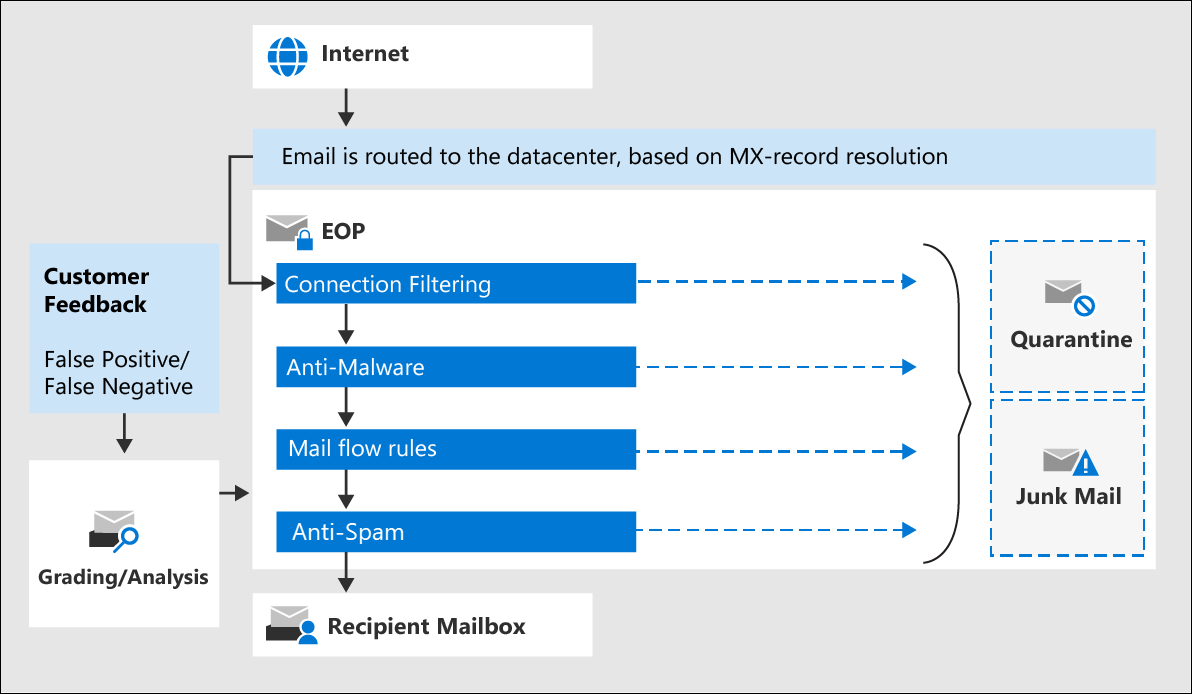 Internet
Email is routed to the datacenter, based on MX-record resolution
EOP
Connection Filtering
Anti-Malware
Mail flow rules
Anti-Spam
Quarantine
Junk Mail
Customer
Feedback
False Positive/
False Negative
Grading/Analysis
Recipient Mailbox